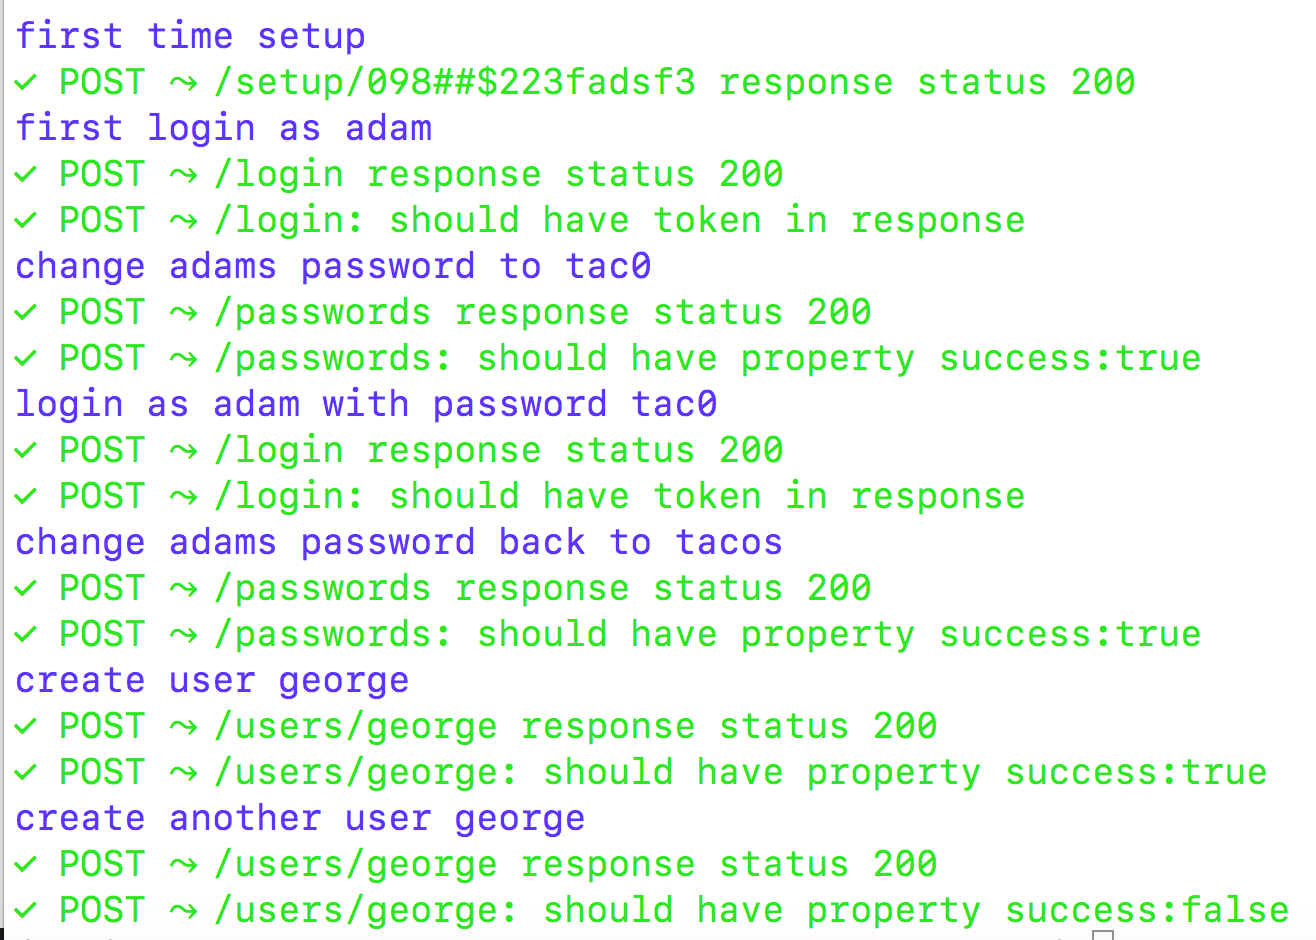 first time setup
✓ POST ⤳ /setup/098##$223fadsf3 response status 200
first login as adam
✓ POST ⤳ /login response status 200
✓ POST ⤳ /login: should have token in response
change adams password to tac0
✓ POST ⤳ /passwords response status 200
✓ POST ⤳ /passwords: should have property success:true
login as adam with password tac0
✓ POST ⤳ /login response status 200
✓ POST ⤳ /login: should have token in response
change adams password back to tacos
✓ POST ⤳ /passwords response status 200
✓ POST ⤳ /passwords: should have property success:true
create user george
✓ POST ⤳ /users/george response status 200
✓ POST ⤳ /users/george: should have property success:true
create another user george
✓ POST ⤳ /users/george response status 200
✓ POST ⤳ /users/george: should have property success:false